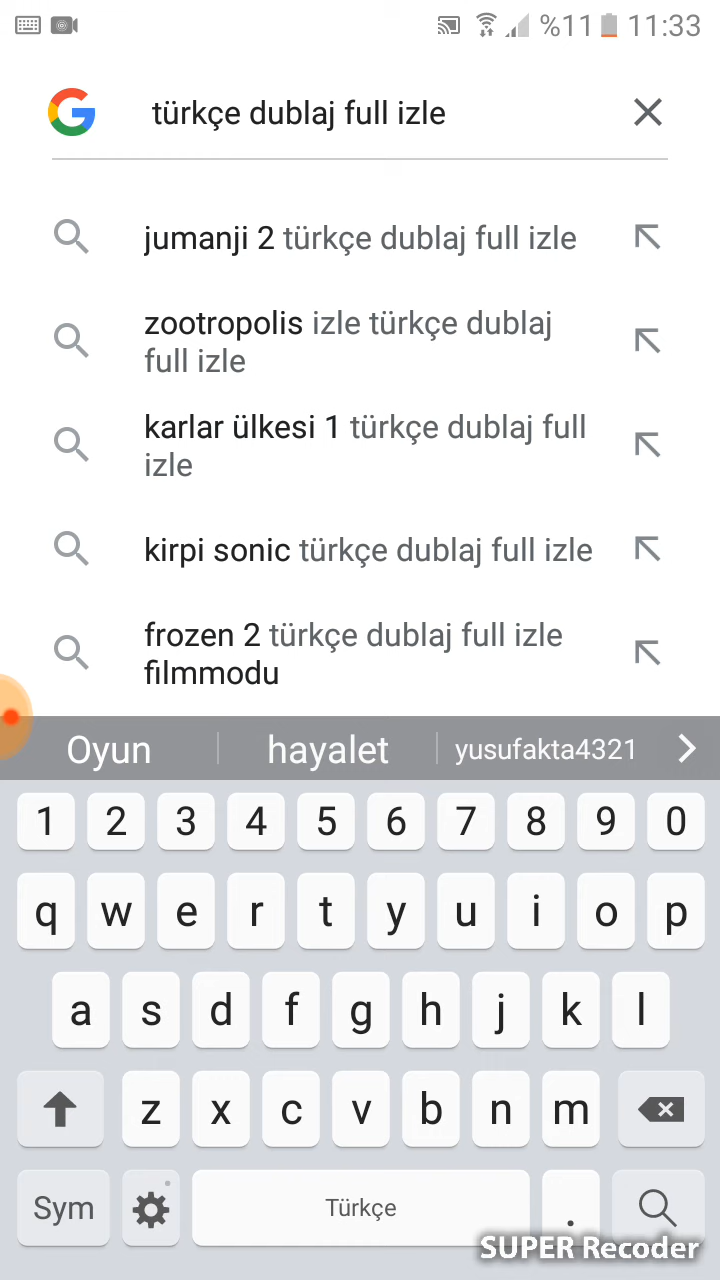 %11 11:33
türkçe dublaj full izle
jumanji 2 türkçe dublaj full izle
zootropolis izle türkçe dublaj
full izle
karlar ülkesi 1 türkçe dublaj full
izle
kirpi sonic türkçe dublaj full izle
frozen 2 türkçe dublaj full izle
filmmodu
Oyun hayalet yusufakta4321
1 2 3 4 5 6 7 8 9 0
q w e r t y u i o p
a s d f g h j k l
z x c v b n m
Sym Türkçe .
SUPER Recoder